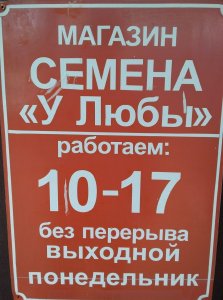 МАГАЗИН
СЕМЕНА
«У Любы»
работаем:
10-17
без перерыва
выходной
понедельник